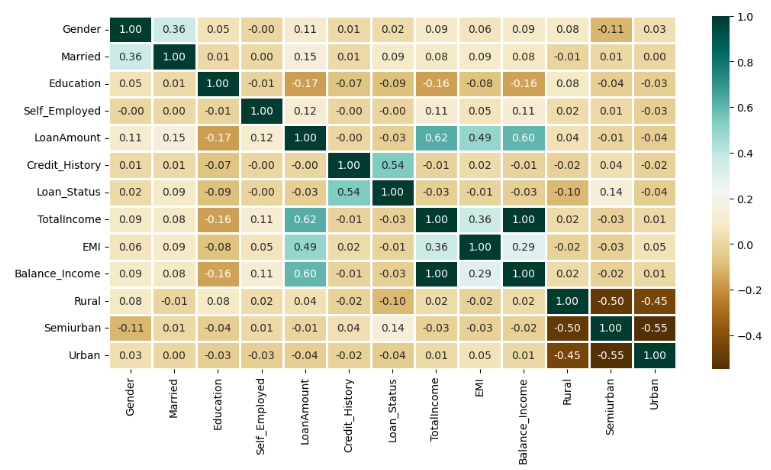 Gender 1.00 0.36 0.05 -0.00 0.11 0.01 0.02 0.09 0.06 0.09 0.08 -0.11 0.03
Married 0.36 1.00 0.01 0.00 0.15 0.01 0.09 0.08 0.09 0.08 -0.01 0.01 0.00
Education 0.05 0.01 1.00 -0.01 -0.17 -0.07 -0.09 -0.16 -0.08 -0.16 0.08 -0.04 -0.03
Self_Employed -0.00 0.00 -0.01 1.00 0.12 -0.00 -0.00 0.11 0.05 0.11 0.02 0.01 -0.03
LoanAmount 0.11 0.15 -0.17 0.12 1.00 -0.00 -0.03 0.62 0.49 0.60 0.04 -0.01 -0.04
Credit_History 0.01 0.01 -0.07 -0.00 -0.00 1.00 0.54 -0.01 0.02 -0.01 -0.02 0.04 -0.02
Loan_Status 0.02 0.09 -0.09 -0.00 -0.03 0.54 1.00 -0.03 -0.01 -0.03 -0.10 0.14 -0.04
TotalIncome 0.09 0.08 -0.16 0.11 0.62 -0.01 -0.03 1.00 0.36 1.00 0.02 -0.03 0.01
EMI 0.06 0.09 -0.08 0.05 0.49 0.02 -0.01 0.36 1.00 0.29 -0.02 -0.03 0.05
Balance_Income 0.09 0.08 -0.16 0.11 0.60 -0.01 -0.03 1.00 0.29 1.00 0.02 -0.02 0.01
Rural 0.08 -0.01 0.08 0.02 0.04 -0.02 -0.10 0.02 -0.02 0.02 1.00 -0.50 -0.45
Semiurban -0.11 0.01 -0.04 0.01 -0.01 0.04 0.14 -0.03 -0.03 -0.02 -0.50 1.00 -0.55
Urban 0.03 0.00 -0.03 -0.03 -0.04 -0.02 -0.04 0.01 0.05 0.01 -0.45 -0.55 1.00
Gender Married Education Self_Employed LoanAmount Credit_History Loan_Status TotalIncome EMI Balance_Income Rural Semiurban Urban
1.0
0.8
0.6
0.4
0.2
0.0
−0.2
−0.4